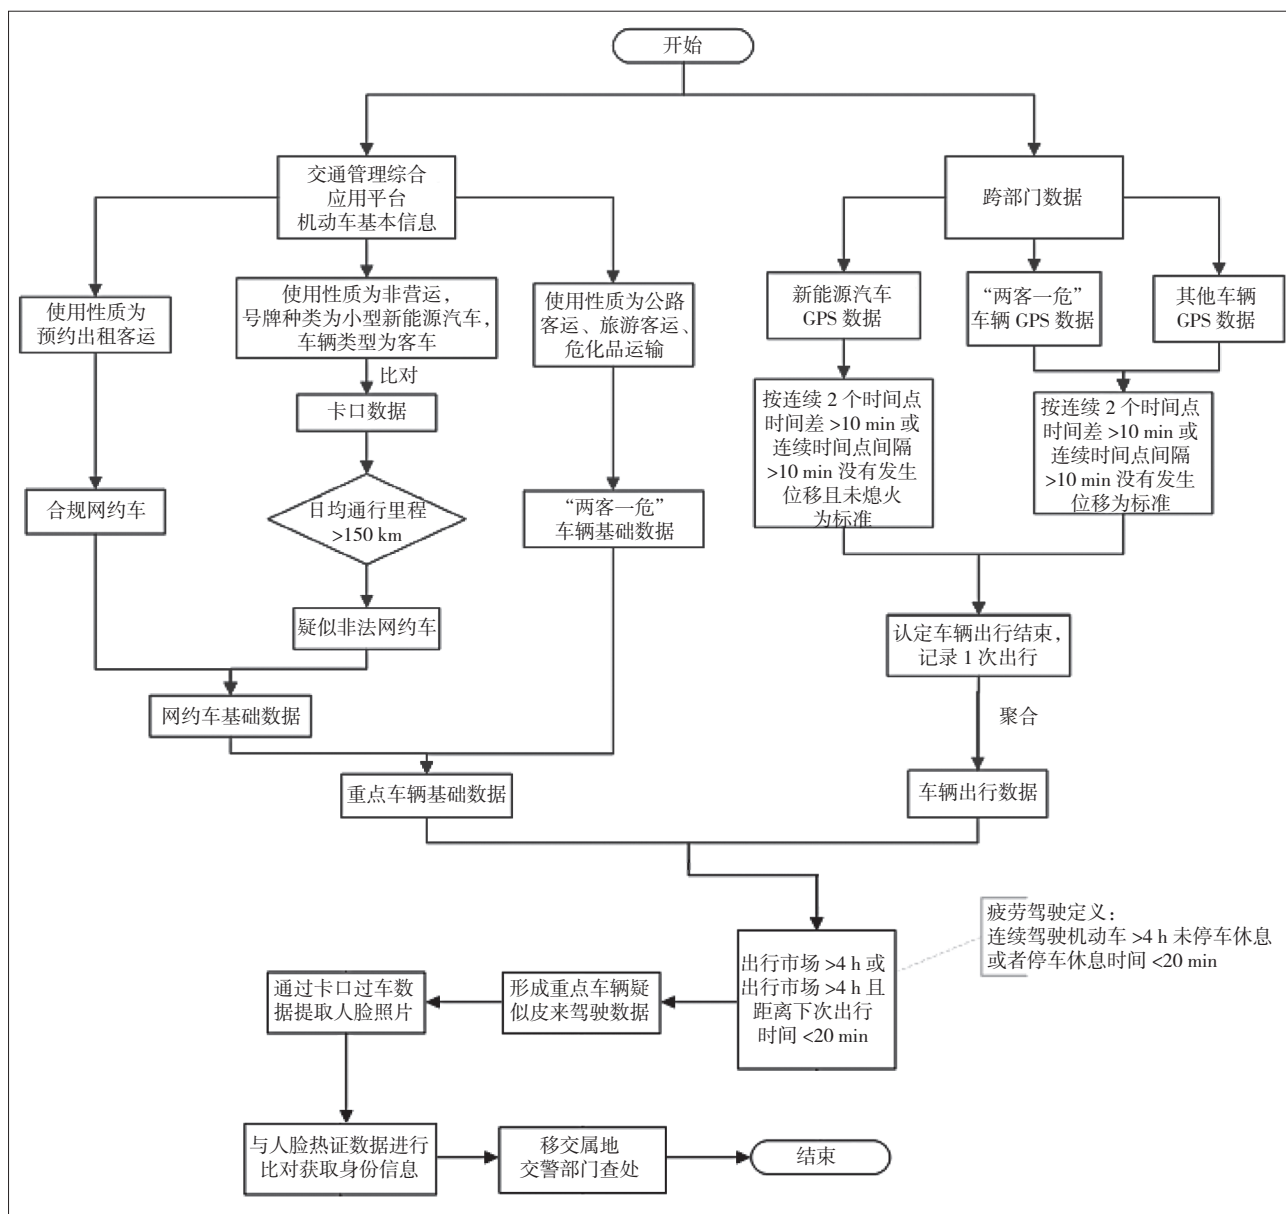 开始
交通管理综合
应用平台
机动车基本信息
跨部门数据
使用性质为
预约出租客运
使用性质为非营运，
号牌种类为小型新能源汽车，
车辆类型为客车
使用性质为公路
客运、旅游客运、
危化品运输
新能源汽车
GPS 数据
“两客一危”
车辆 GPS 数据
其他车辆
GPS 数据
比对
卡口数据
按连续 2 个时间点
时间差 >10 min 或
连续时间点间隔
>10 min 没有发生
位移且未熄火
为标准
按连续 2 个时间点
时间差 >10 min 或
连续时间点间隔
>10 min 没有发生
位移为标准
合规网约车
日均通行里程
>150 km
“两客一危”
车辆基础数据
疑似非法网约车
认定车辆出行结束，
记录 1 次出行
网约车基础数据
聚合
重点车辆基础数据
车辆出行数据
疲劳驾驶定义：
连续驾驶机动车 >4 h 未停车休息
或者停车休息时间 <20 min
出行市场 >4 h 或
出行市场 >4 h 且
距离下次出行
时间 <20 min
形成重点车辆疑
似皮来驾驶数据
通过卡口过车数
据提取人脸照片
与人脸热证数据进行
比对获取身份信息
移交属地
交警部门查处
结束